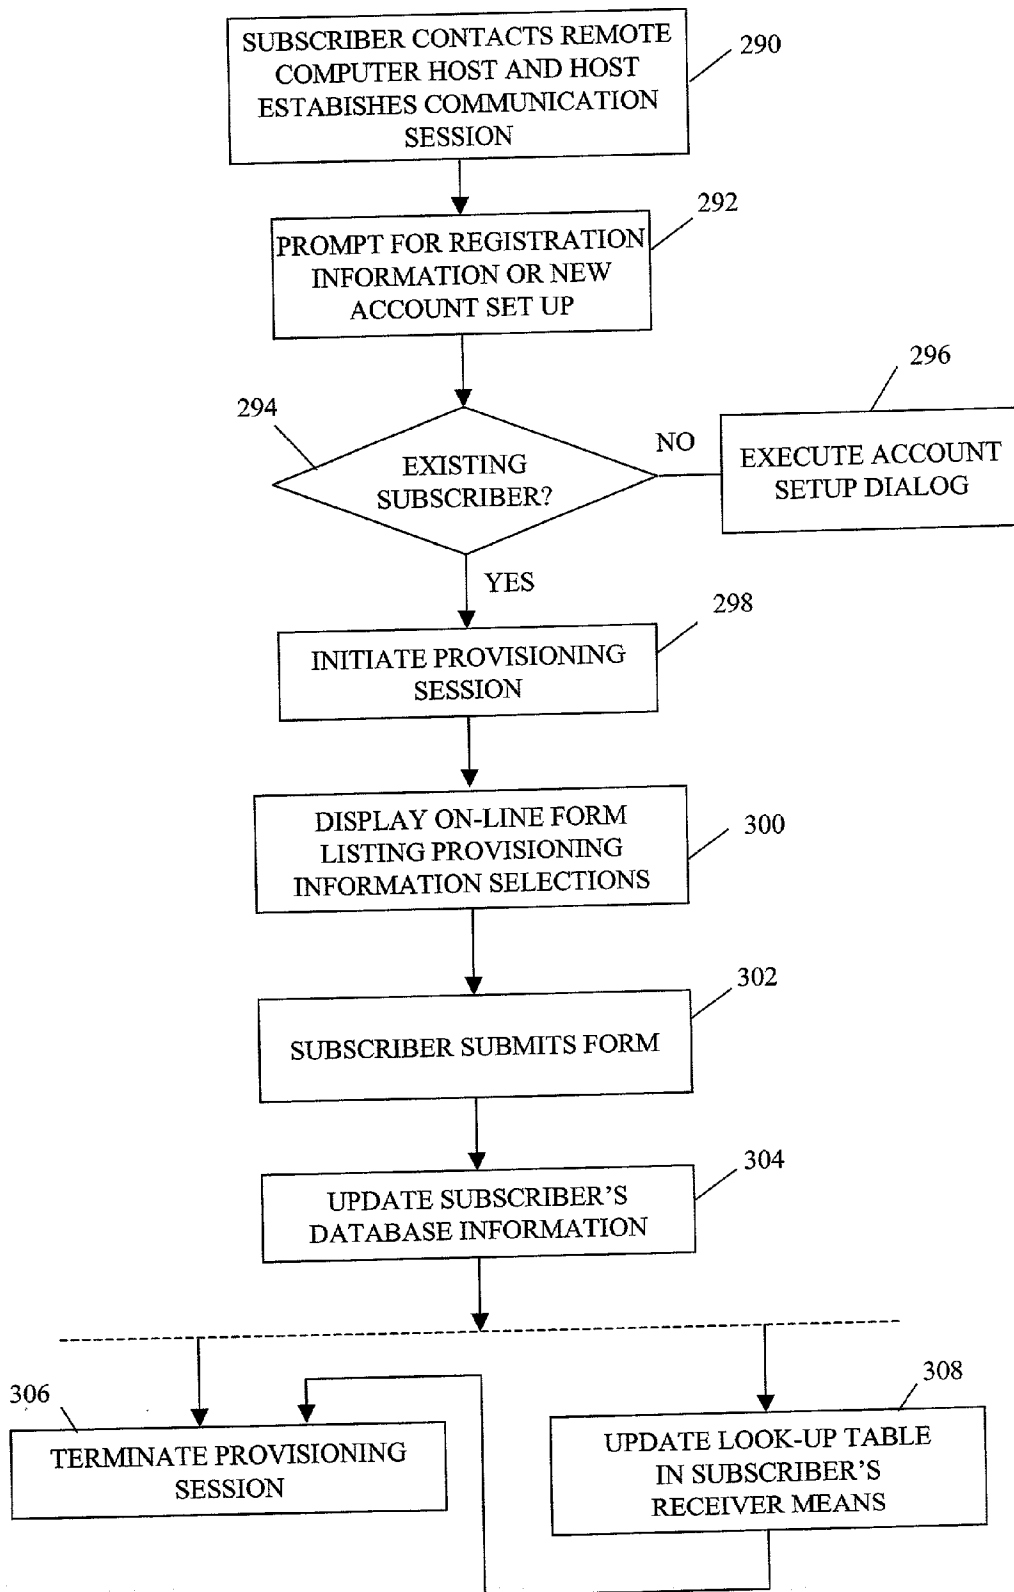 SUBSCRIBER CONTACTS REMOTE
COMPUTER HOST AND HOST
ESTABISHES COMMUNICATION
SESSION
290
PROMPT FOR REGISTRATION
INFORMATION OR NEW
ACCOUNT SET UP
292
294
EXISTING
SUBSCRIBER?
NO
296
EXECUTE ACCOUNT
SETUP DIALOG
YES
298
INITIATE PROVISIONING
SESSION
DISPLAY ON-LINE FORM
LISTING PROVISIONING
INFORMATION SELECTIONS
300
302
SUBSCRIBER SUBMITS FORM
304
UPDATE SUBSCRIBER’S
DATABASE INFORMATION
306
TERMINATE PROVISIONING
SESSION
308
UPDATE LOOK-UP TABLE
IN SUBSCRIBER’S
RECEIVER MEANS